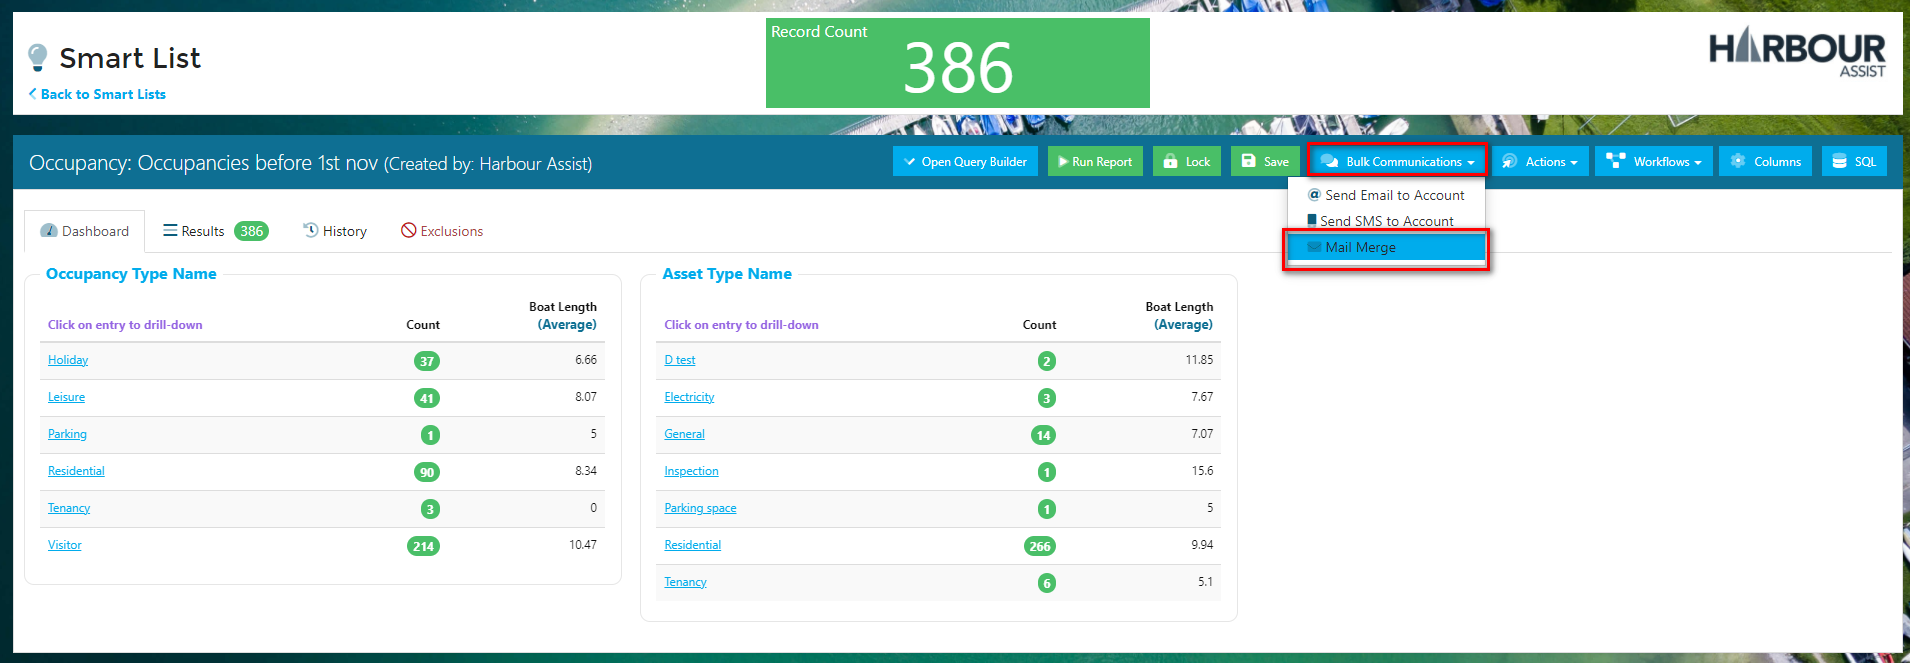 Smart List
Back to Smart Lists
Record Count
386
HARBOUR
ASSIST
Occupancy: Occupancies before 1st nov (Created by: Harbour Assist)
Open Query Builder
Run Report
Lock
Save
Bulk Communications
Actions
Workflows
Columns
SQL
@ Send Email to Account
Send SMS to Account
Mail Merge
Dashboard
Results 386
History
Exclusions
Occupancy Type Name
Click on entry to drill-down Count Boat Length
(Average)
Holiday 37 6.66
Leisure 41 8.07
Parking 1 5
Residential 90 8.34
Tenancy 3 0
Visitor 214 10.47
Asset Type Name
Click on entry to drill-down Count Boat Length
(Average)
D test 2 11.85
Electricity 3 7.67
General 14 7.07
Inspection 1 15.6
Parking space 1 5
Residential 266 9.94
Tenancy 6 5.1